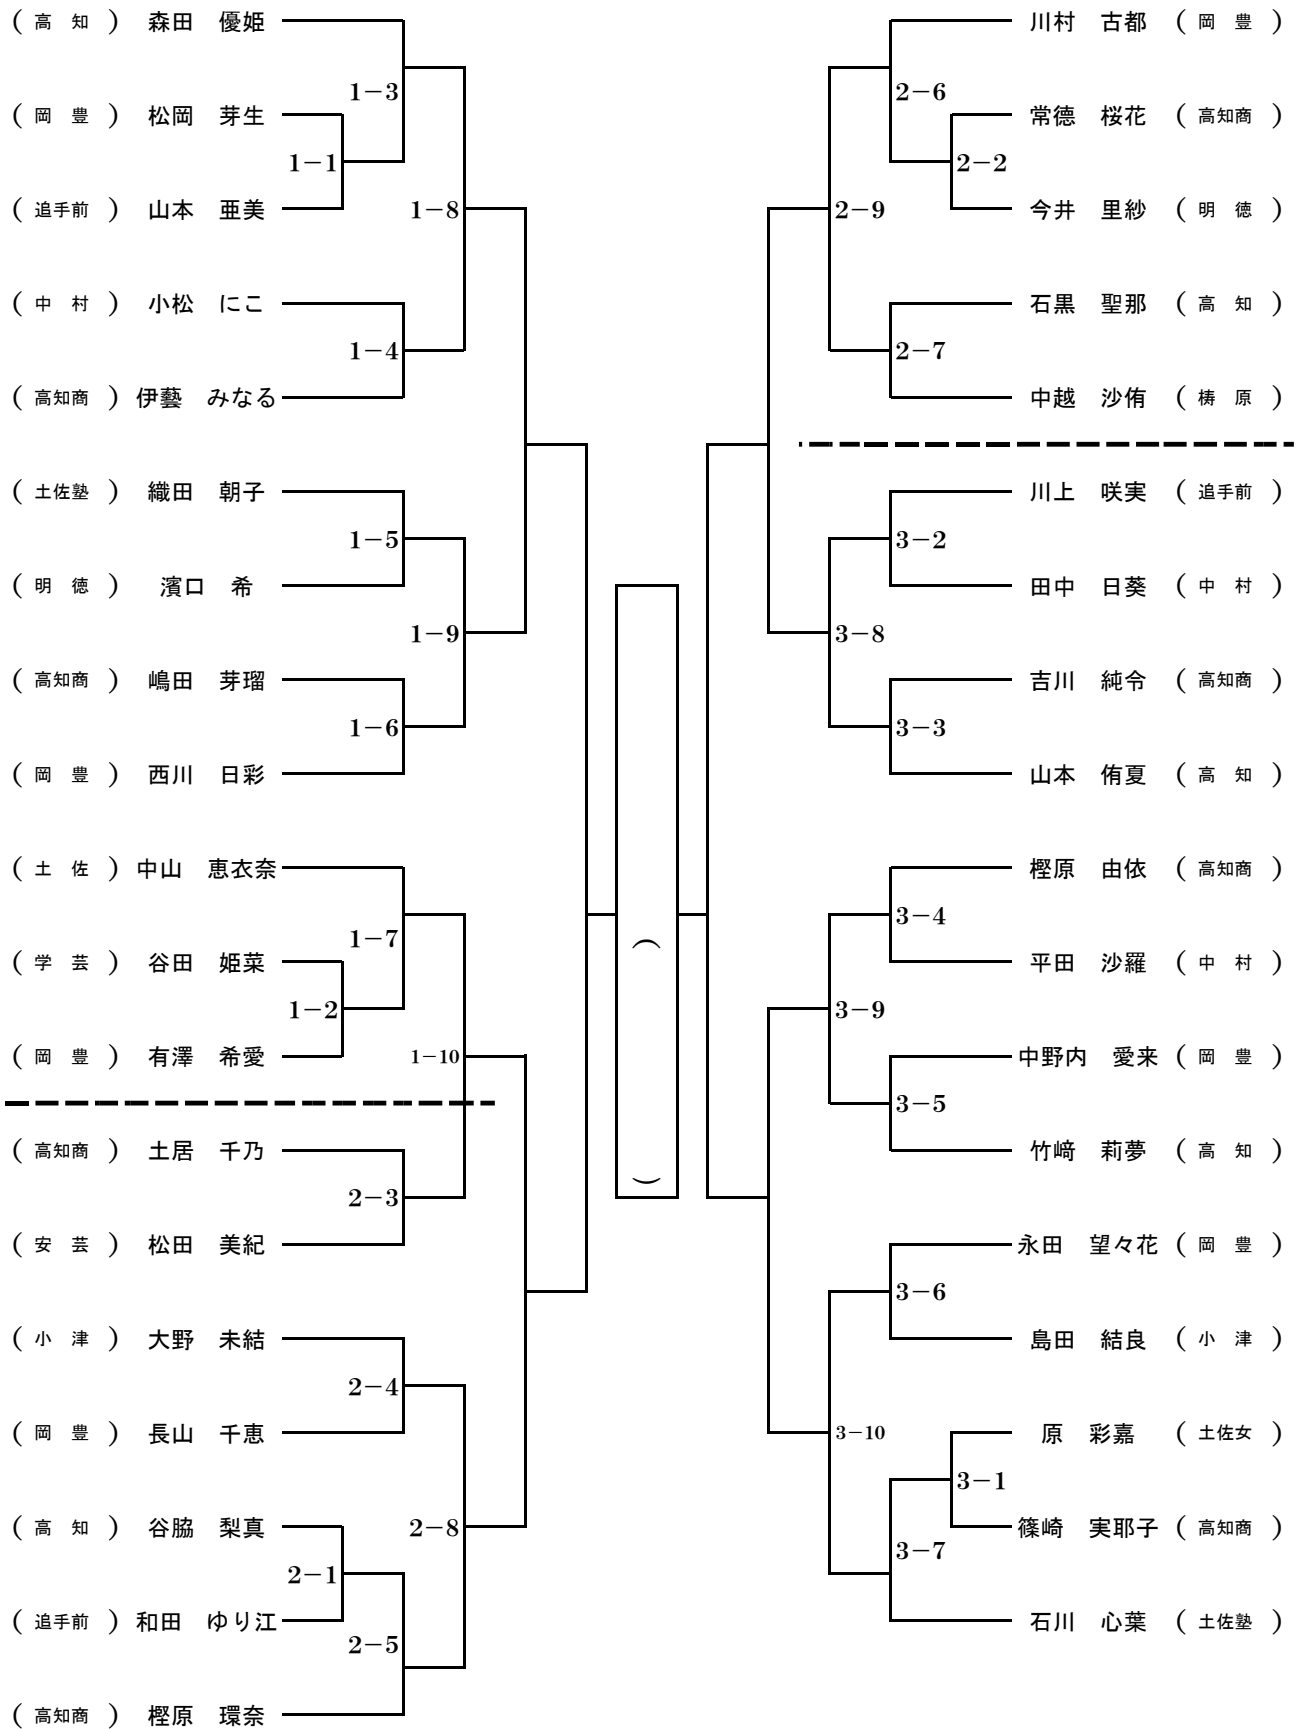 （ 高　知 ） 森田　優姫
1－3
（ 岡　豊 ） 松岡　芽生
1－1
（ 追手前 ） 山本　亜美
1－8
（ 中　村 ） 小松　にこ
1－4
（ 高知商 ） 伊藝　みなる
（ 土佐塾 ） 織田　朝子
1－5
（ 明　徳 ） 濱口　希
1－9
（ 高知商 ） 嶋田　芽瑠
1－6
（ 岡　豊 ） 西川　日彩
（ 土　佐 ） 中山　恵衣奈
1－7
（ 学　芸 ） 谷田　姫菜
1－2
（ 岡　豊 ） 有澤　希愛
1－10
（ 高知商 ） 土居　千乃
2－3
（ 安　芸 ） 松田　美紀
（ 小　津 ） 大野　未結
2－4
（ 岡　豊 ） 長山　千恵
（ 高　知 ） 谷脇　梨真
2－8
2－1
（ 追手前 ） 和田　ゆり江
2－5
（ 高知商 ） 樫原　環奈
（　）
川村　古都 （ 岡　豊 ）
2－6
常德　桜花 （ 高知商 ）
2－2
今井　里紗 （ 明　徳 ）
2－9
石黒　聖那 （ 高　知 ）
2－7
中越　沙侑 （ 梼　原 ）
川上　咲実 （ 追手前 ）
3－2
田中　日葵 （ 中　村 ）
3－8
吉川　純令 （ 高知商 ）
3－3
山本　侑夏 （ 高　知 ）
樫原　由依 （ 高知商 ）
3－4
平田　沙羅 （ 中　村 ）
3－9
中野内　愛来 （ 岡　豊 ）
3－5
竹﨑　莉夢 （ 高　知 ）
永田　望々花 （ 岡　豊 ）
3－6
島田　結良 （ 小　津 ）
3－10
原　彩嘉 （ 土佐女 ）
3－1
篠崎　実耶子 （ 高知商 ）
3－7
石川　心葉 （ 土佐塾 ）